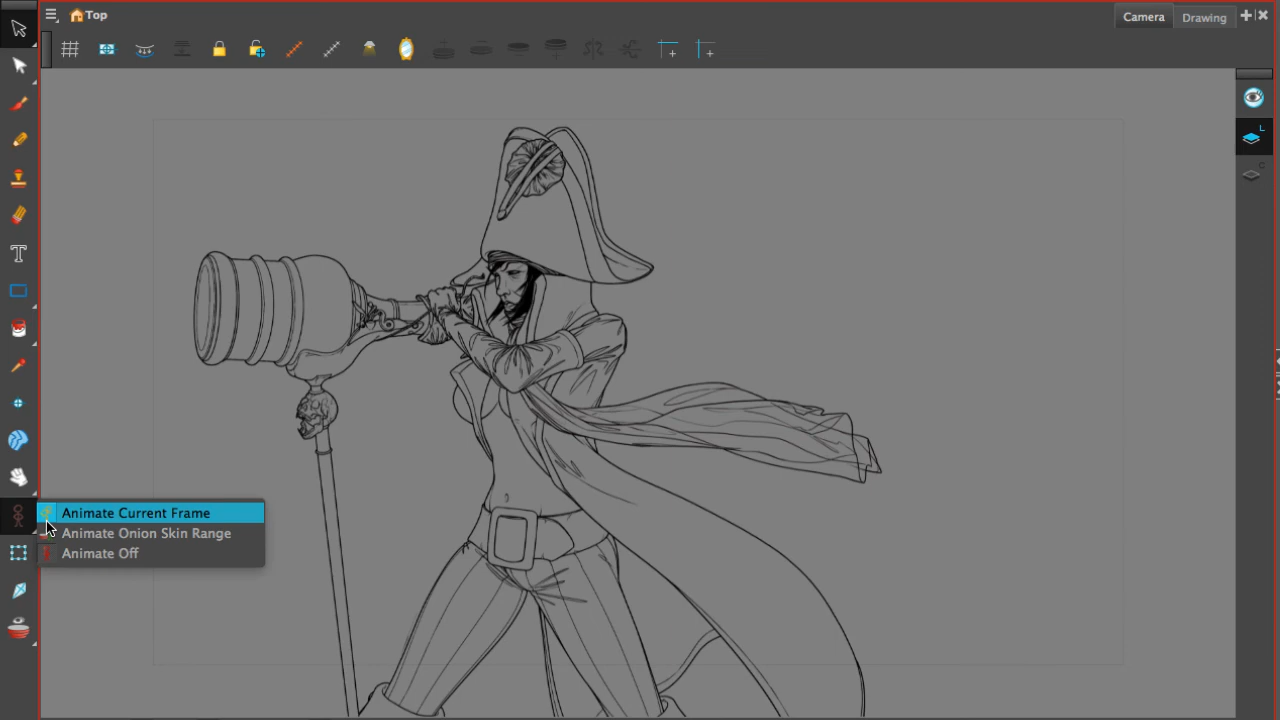 Top
Camera
Drawing
L
C
T
Animate Current Frame
Animate Onion Skin Range
Animate Off